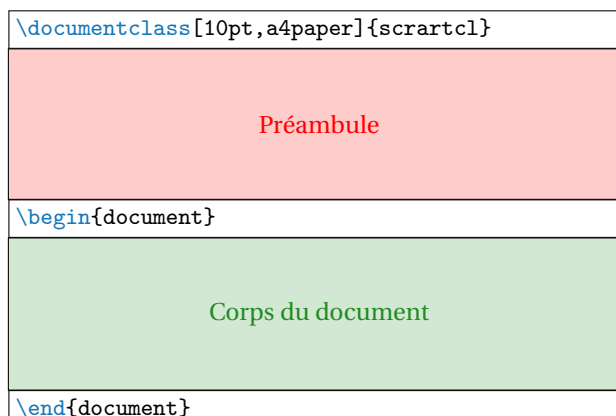 \documentclass[10pt,a4paper]{scrartcl}
Préambule
\begin{document}
Corps du document
\end{document}